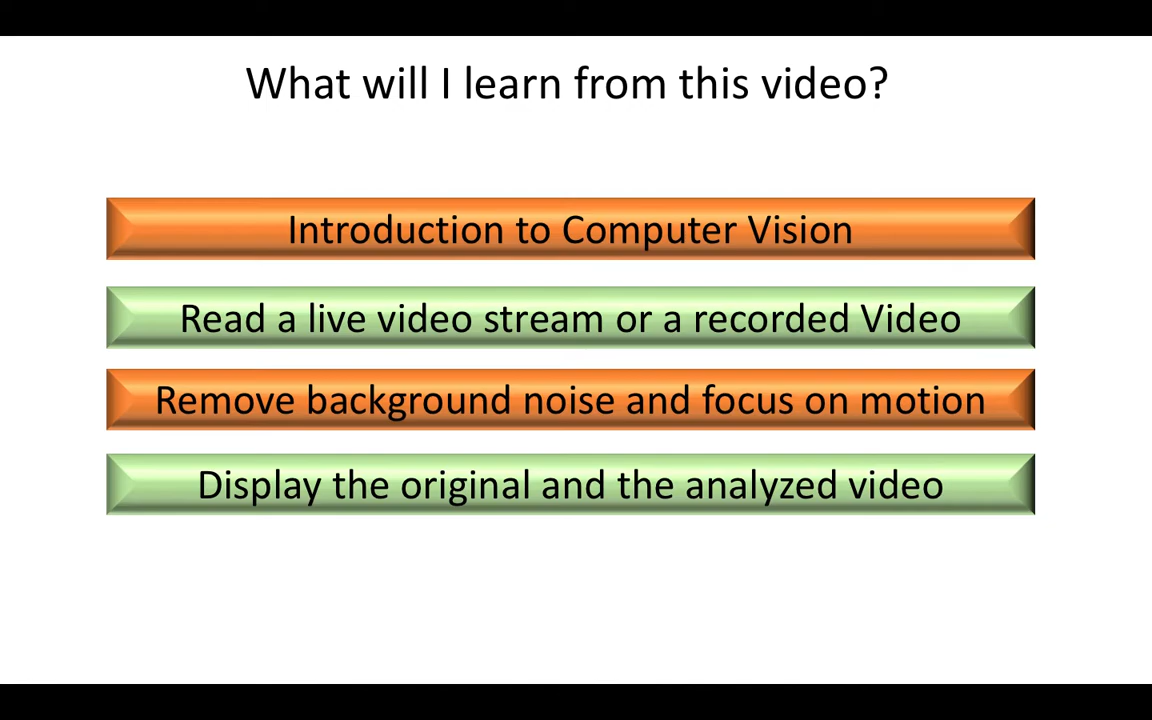 What will I learn from this video?
Introduction to Computer Vision
Read a live video stream or a recorded Video
Remove background noise and focus on motion
Display the original and the analyzed video